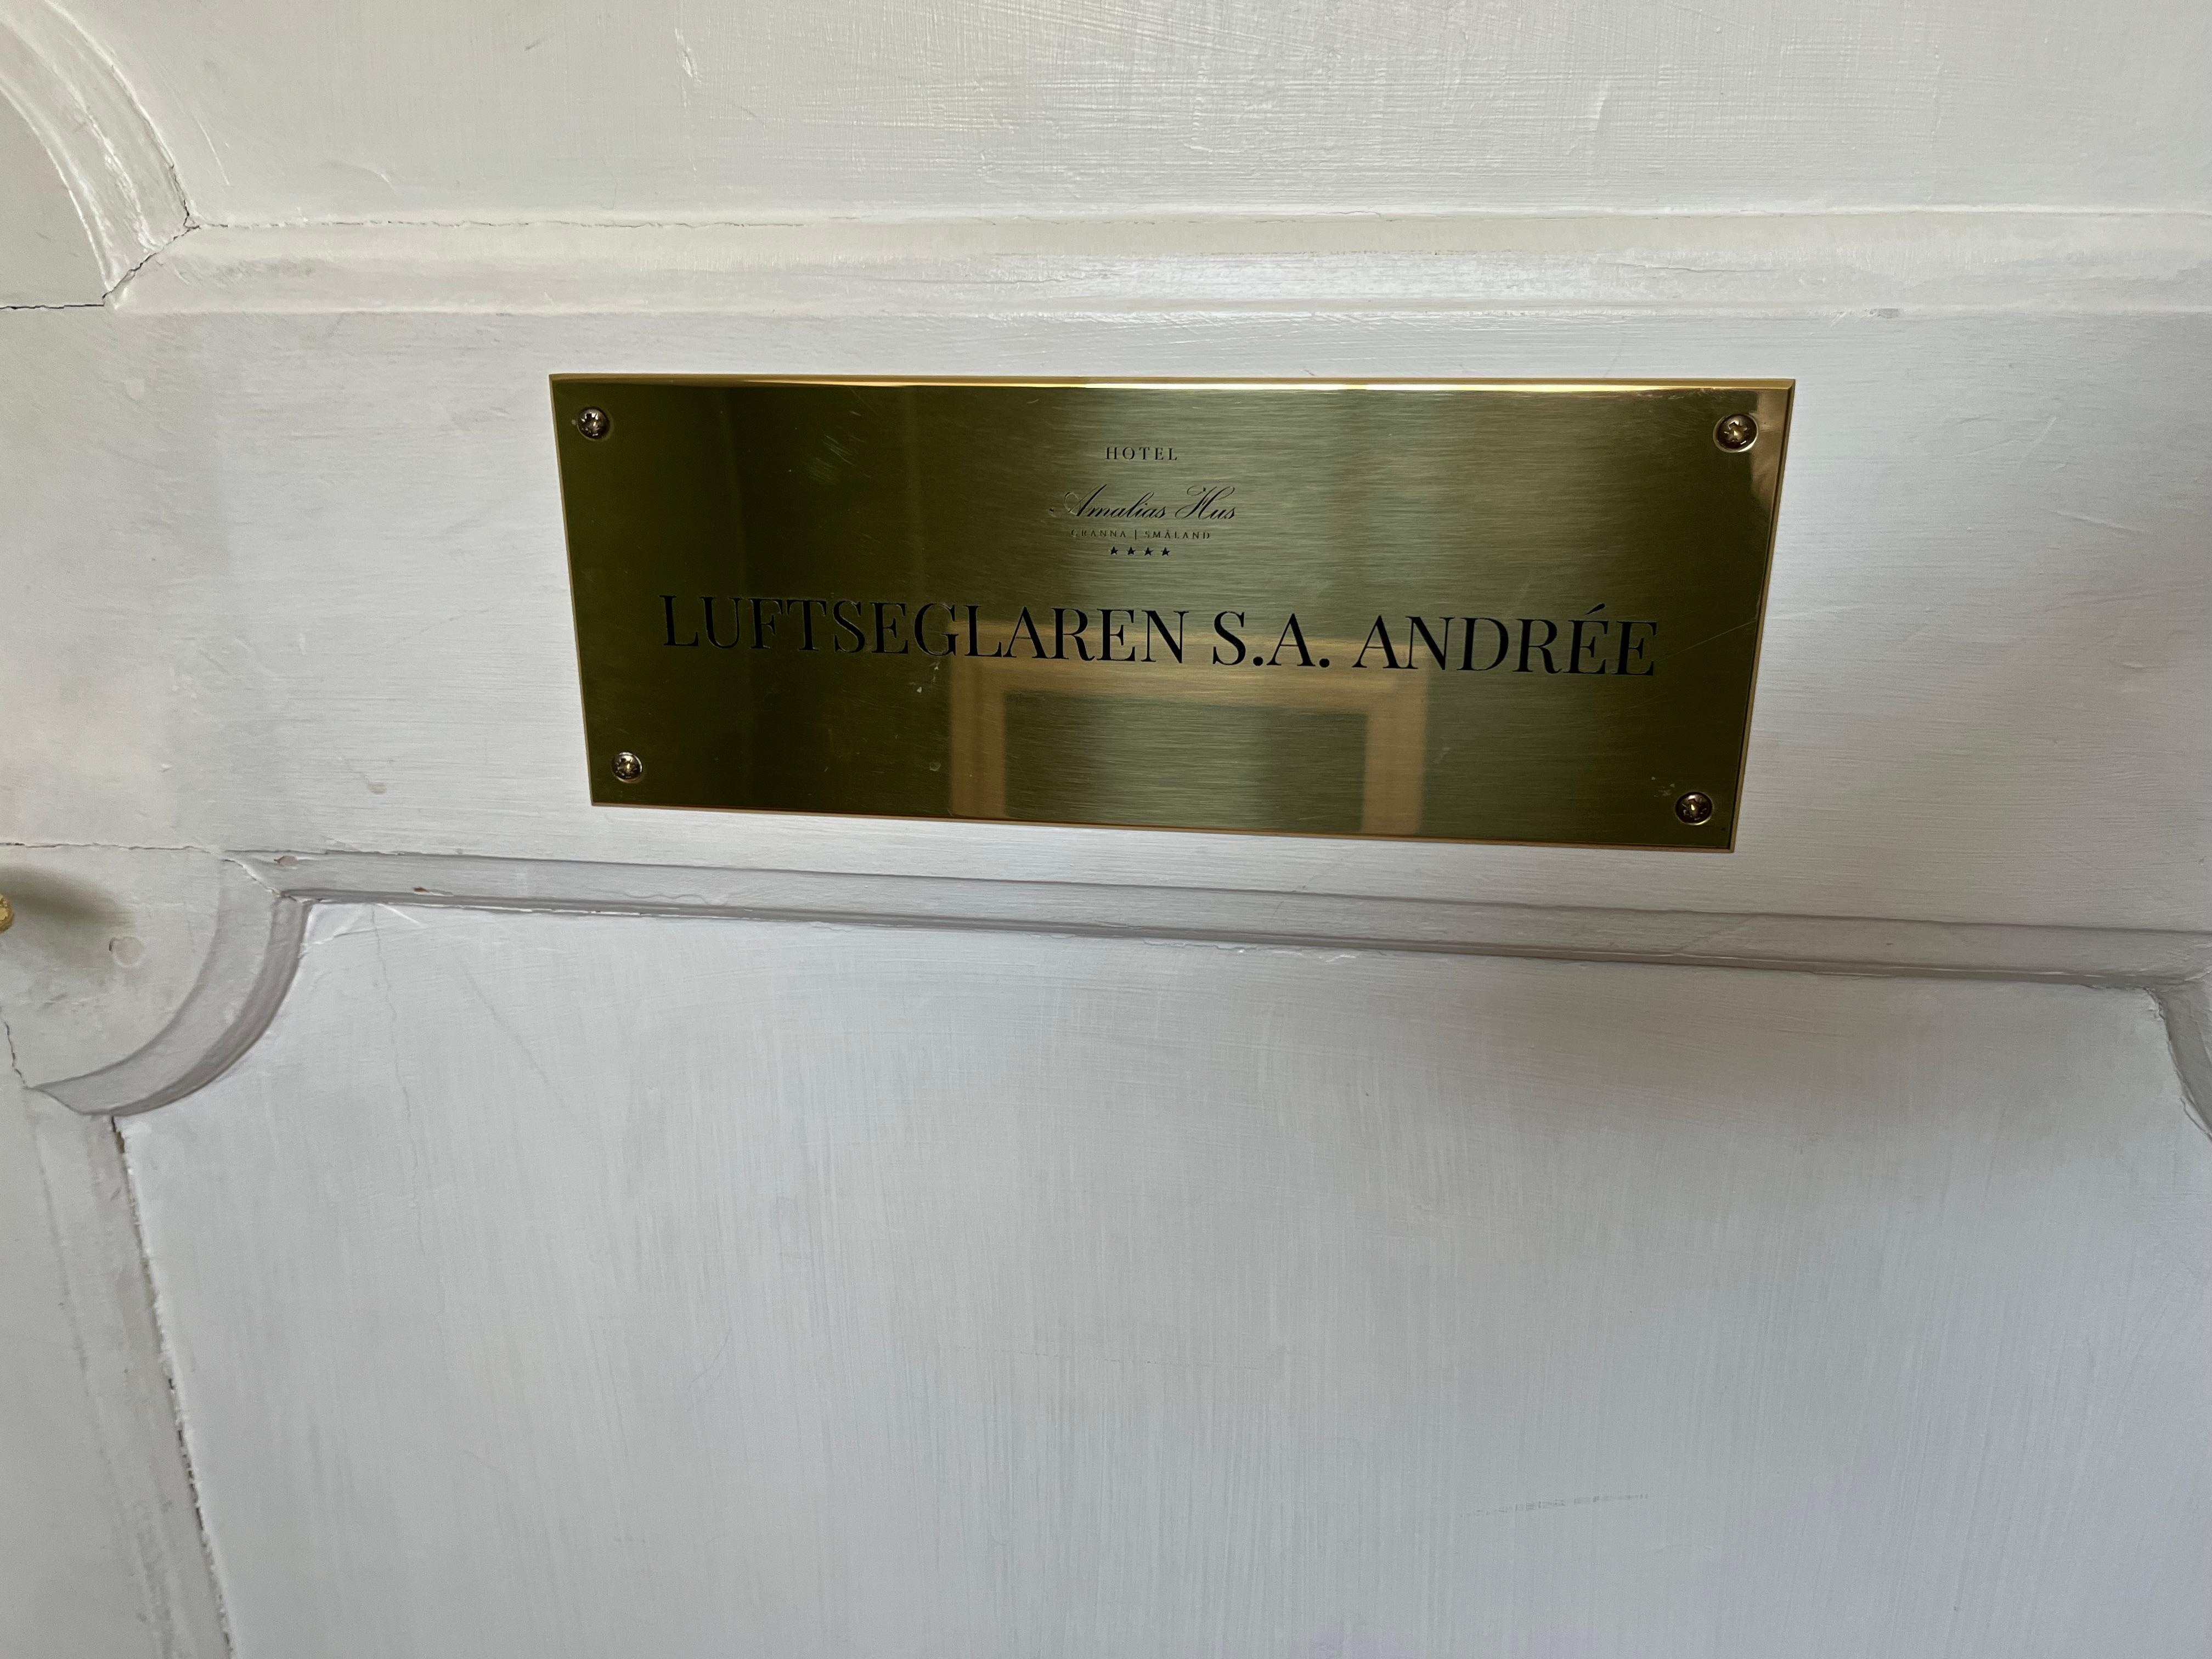 HOTEL
Amalias Hus
GRÄNNA | SMÅLAND
LUFTSEGLAREN S.A. ANDRÉE